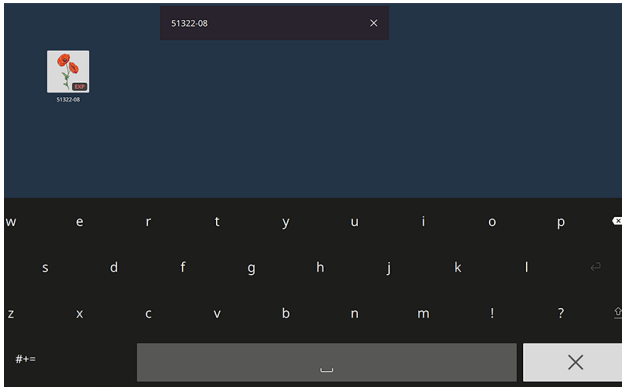 51322-08
EXP
51322-08
w e r t y u i o p
s d f g h j k l
z x c v b n m ! ?
#+=